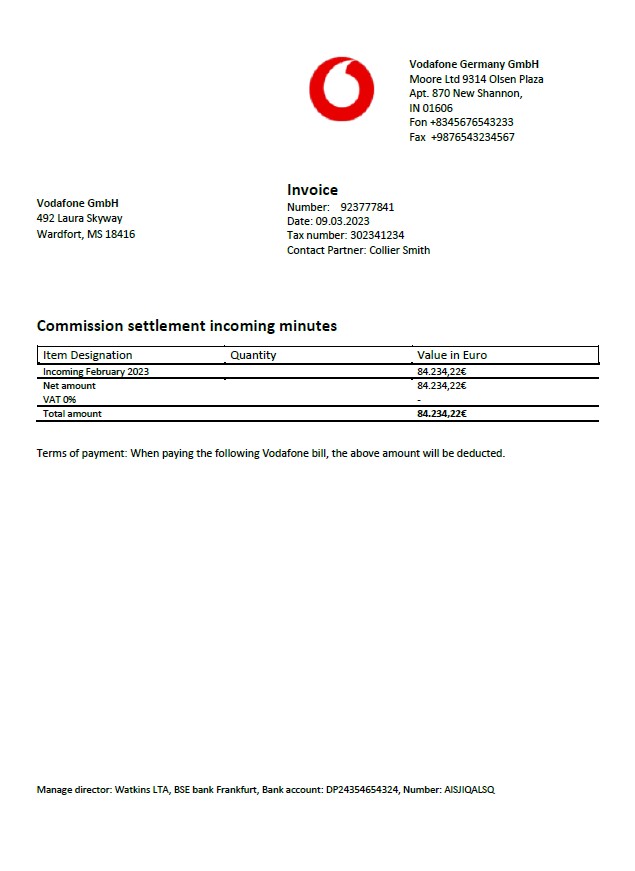 Vodafone Germany GmbH
Moore Ltd 9314 Olsen Plaza
Apt. 870 New Shannon,
IN 01606
Fon +8345676543233
Fax +9876543234567
Vodafone GmbH
492 Laura Skyway
Wardfort, MS 18416
Invoice
Number: 923777841
Date: 09.03.2023
Tax number: 302341234
Contact Partner: Collier Smith
Commission settlement incoming minutes
Item Designation Quantity Value in Euro
Incoming February 2023 84.234,22€
Net amount 84.234,22€
VAT 0% -
Total amount 84.234,22€
Terms of payment: When paying the following Vodafone bill, the above amount will be deducted.
Manage director: Watkins LTA, BSE bank Frankfurt, Bank account: DP24354654324, Number: AISJIQALSQ